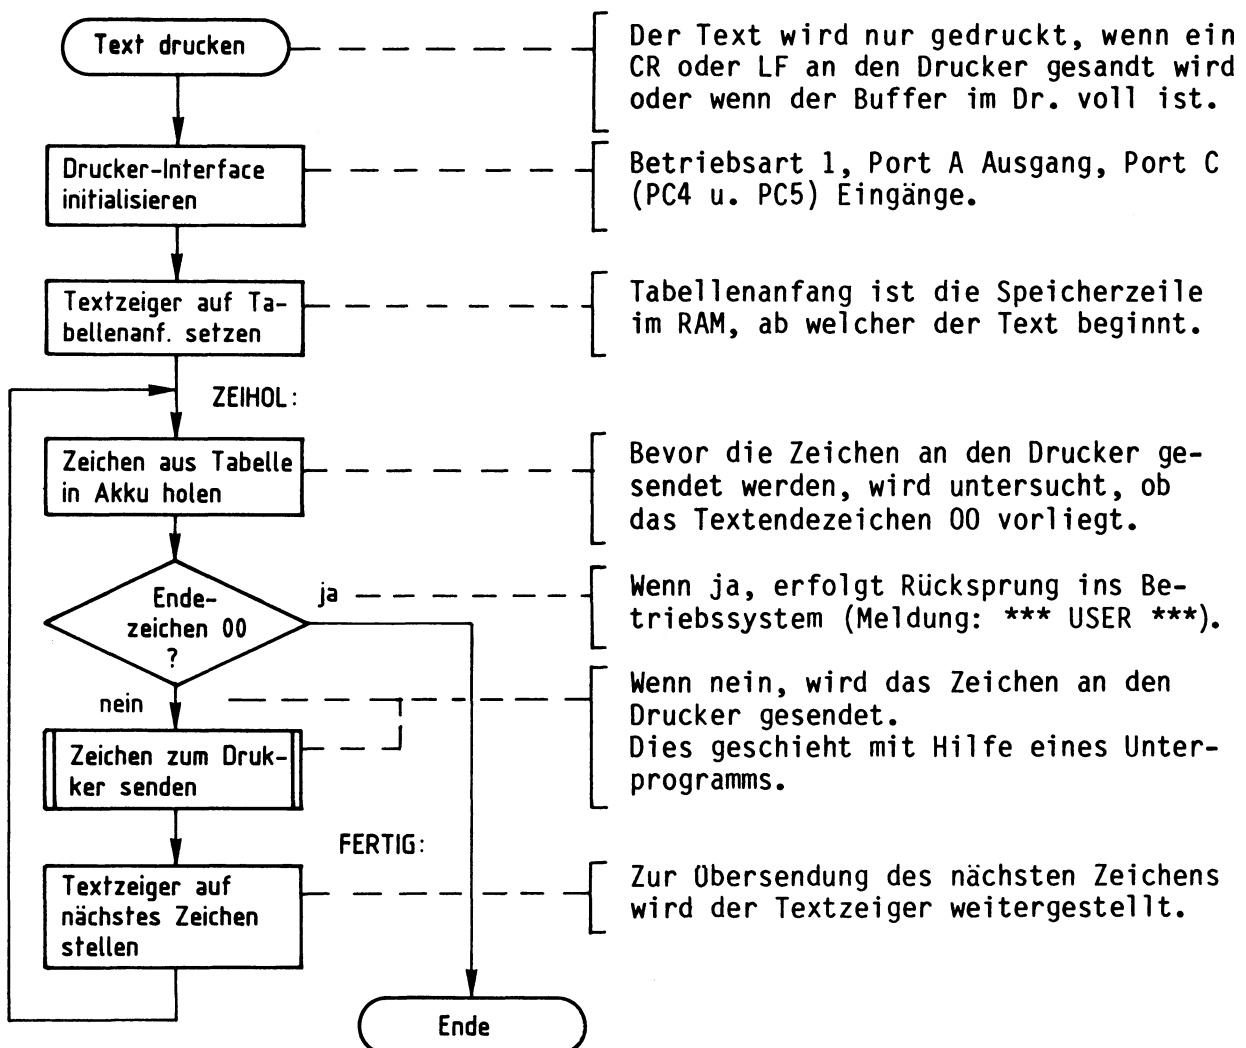 Text drucken
Der Text wird nur gedruckt, wenn ein
CR oder LF an den Drucker gesandt wird
oder wenn der Buffer im Dr. voll ist.
Drucker-Interface
initialisieren
Betriebsart 1, Port A Ausgang, Port C
(PC4 u. PC5) Eingänge.
Textzeiger auf Ta-
bellenanf. setzen
Tabellenanfang ist die Speicherzeile
im RAM, ab welcher der Text beginnt.
ZEIHOL:
Zeichen aus Tabelle
in Akku holen
Bevor die Zeichen an den Drucker ge-
sendet werden, wird untersucht, ob
das Textendezeichen 00 vorliegt.
Ende-
zeichen 00
?
ja
Wenn ja, erfolgt Rücksprung ins Be-
triebssystem (Meldung: *** USER ***).
nein
Wenn nein, wird das Zeichen an den
Drucker gesendet.
Dies geschieht mit Hilfe eines Unter-
programms.
Zeichen zum Druk-
ker senden
FERTIG:
Textzeiger auf
nächstes Zeichen
stellen
Zur Übersendung des nächsten Zeichens
wird der Textzeiger weitergestellt.
Ende